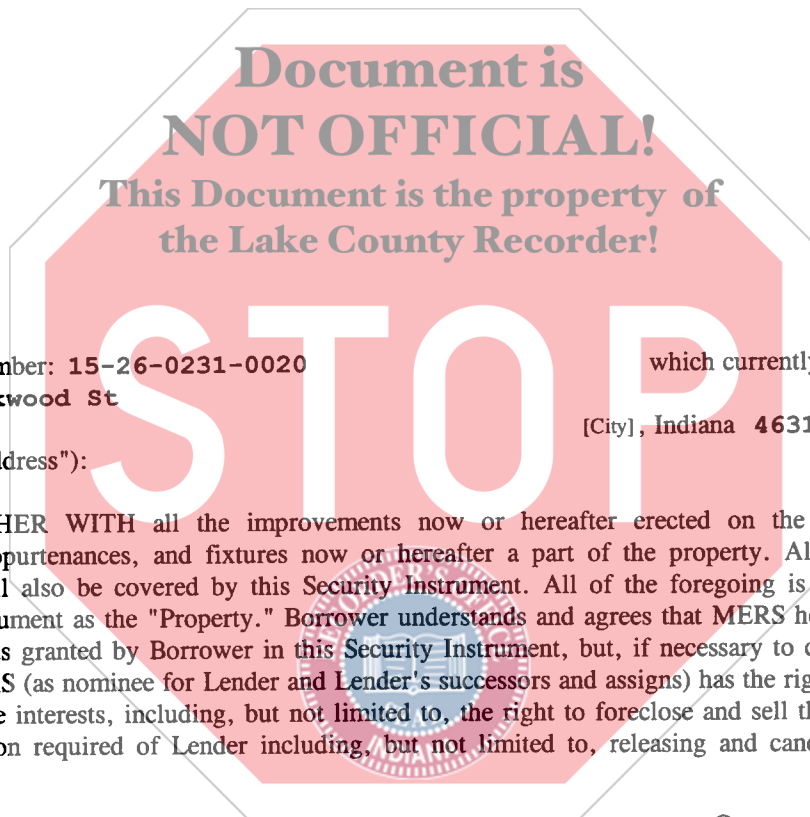 Document is
NOT OFFICIAL!
This Document is the property of
the Lake County Recorder!
STOP
mber: 15-26-0231-0020 which currently
kwood St
[City], Indiana 4631
ddress"):
HER WITH all the improvements now or hereafter erected on the
ppurtenances, and fixtures now or hereafter a part of the property. Al
l also be covered by this Security Instrument. All of the foregoing is
ument as the "Property." Borrower understands and agrees that MERS h
s granted by Borrower in this Security Instrument, but, if necessary to c
S (as nominee for Lender and Lender's successors and assigns) has the rig
e interests, including, but not limited to, the right to foreclose and sell th
on required of Lender including, but not limited to, releasing and canc
RECORDER'S OFFICE
INDIANA